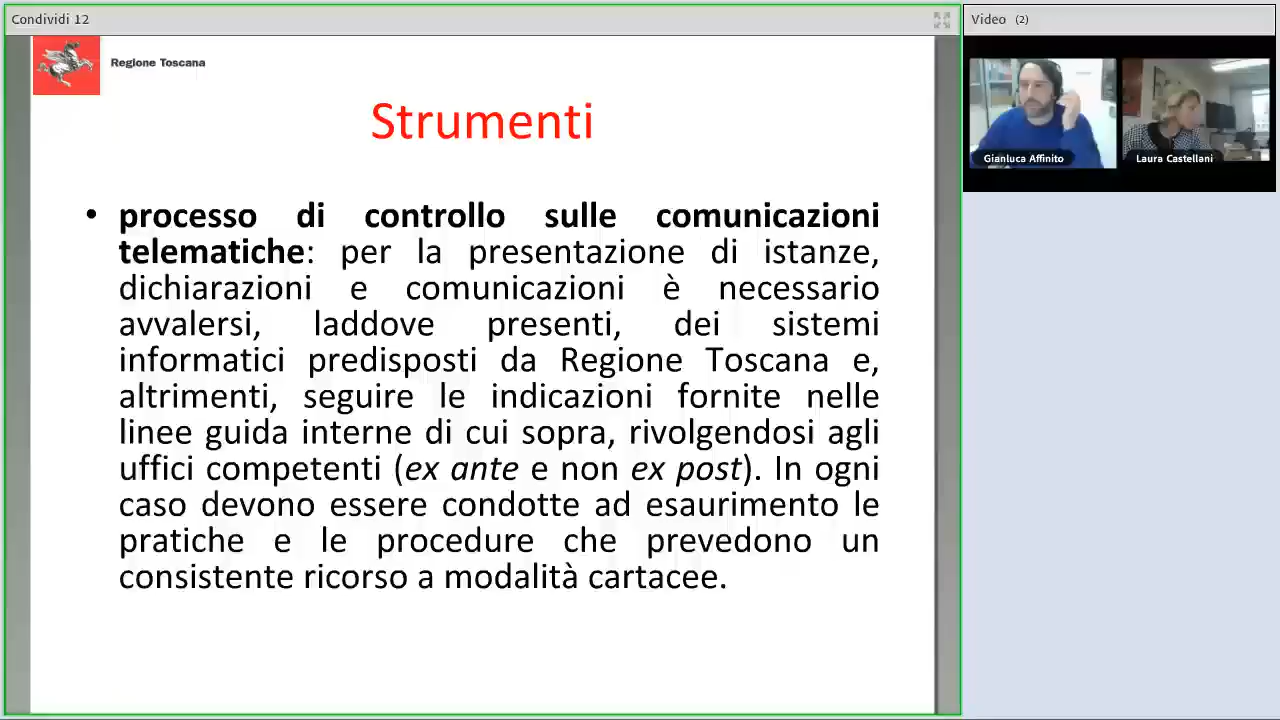 Condividi 12
Video (2)
Regione Toscana
Strumenti
• processo di controllo sulle comunicazioni
telematiche: per la presentazione di istanze,
dichiarazioni e comunicazioni è necessario
avvalersi, laddove presenti, dei sistemi
informatici predisposti da Regione Toscana e,
altrimenti, seguire le indicazioni fornite nelle
linee guida interne di cui sopra, rivolgendosi agli
uffici competenti (ex ante e non ex post). In ogni
caso devono essere condotte ad esaurimento le
pratiche e le procedure che prevedono un
consistente ricorso a modalità cartacee.
Gianluca Affinito
Laura Castellani